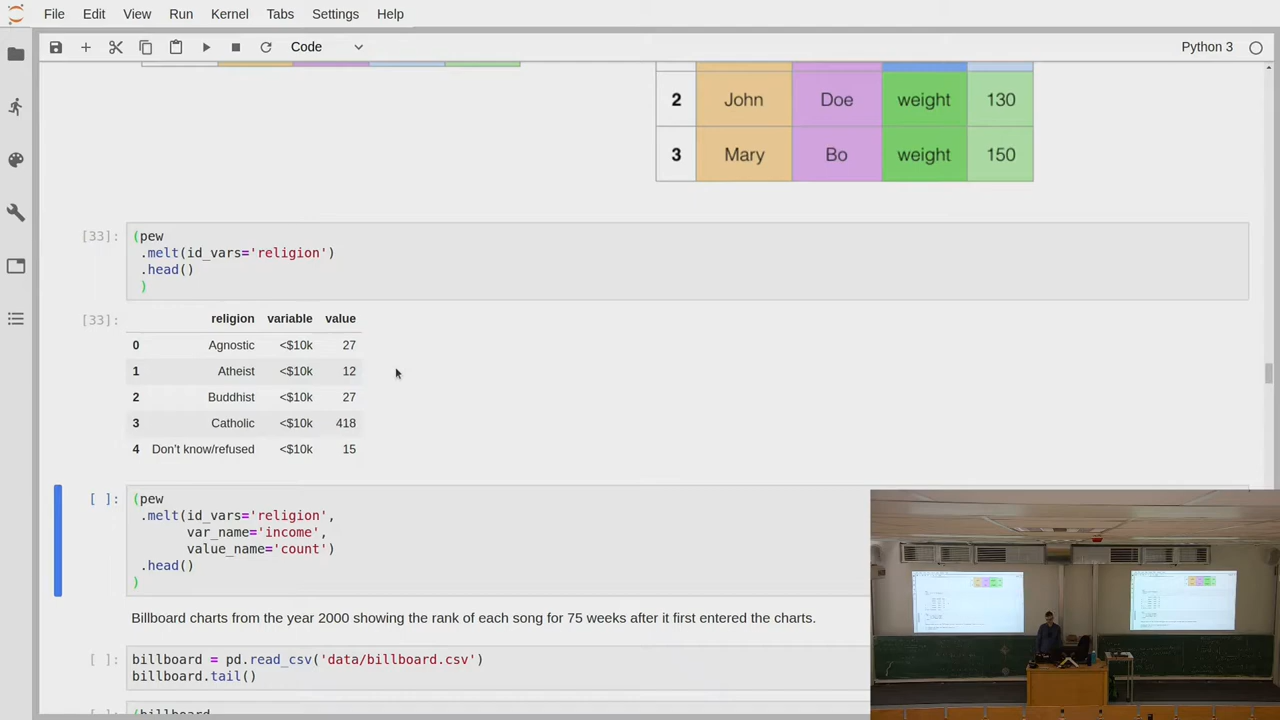 File Edit View Run Kernel Tabs Settings Help
Code
Python 3
2 John Doe weight 130
3 Mary Bo weight 150
[33]:
(pew
.melt(id_vars='religion')
.head()
)
[33]:
religion variable value
0 Agnostic <$10k 27
1 Atheist <$10k 12
2 Buddhist <$10k 27
3 Catholic <$10k 418
4 Don't know/refused <$10k 15
[ ]:
(pew
.melt(id_vars='religion',
var_name='income',
value_name='count')
.head()
)
Billboard charts from the year 2000 showing the rank of each song for 75 weeks after it first entered the charts.
[ ]:
billboard = pd.read_csv('data/billboard.csv')
billboard.tail()
[ ]:
(billboard